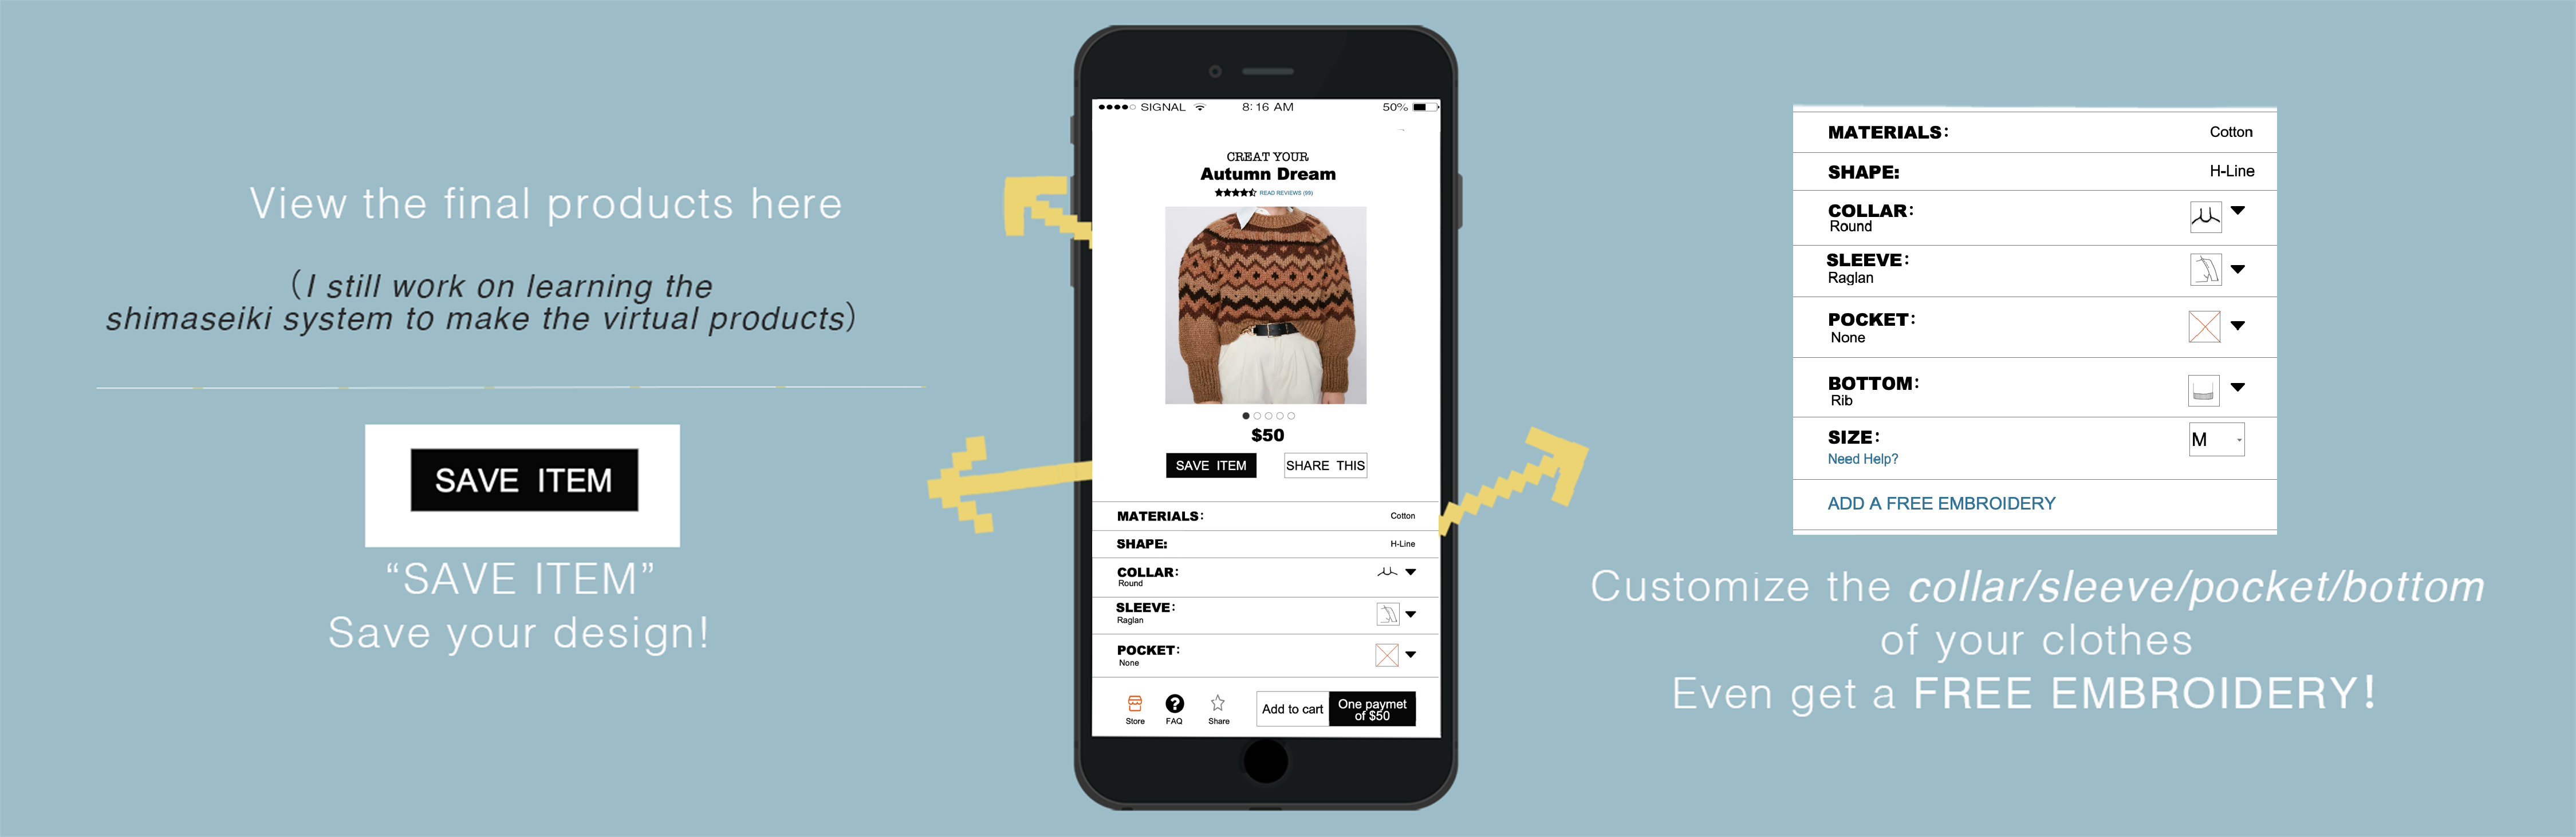 View the final products here
(I still work on learning the
shimaseiki system to make the virtual products)
SAVE ITEM
“SAVE ITEM”
Save your design!
SIGNAL
8:16 AM
50%
CREAT YOUR
Autumn Dream
READ REVIEWS (99)
$50
SAVE ITEM
SHARE THIS
MATERIALS: Cotton
SHAPE: H-Line
COLLAR:
Round
SLEEVE:
Raglan
POCKET:
None
Store
FAQ
Share
Add to cart
One paymet
of $50
MATERIALS: Cotton
SHAPE: H-Line
COLLAR:
Round
SLEEVE:
Raglan
POCKET:
None
BOTTOM:
Rib
SIZE: M
Need Help?
ADD A FREE EMBROIDERY
Customize the collar/sleeve/pocket/bottom
of your clothes
Even get a FREE EMBROIDERY!